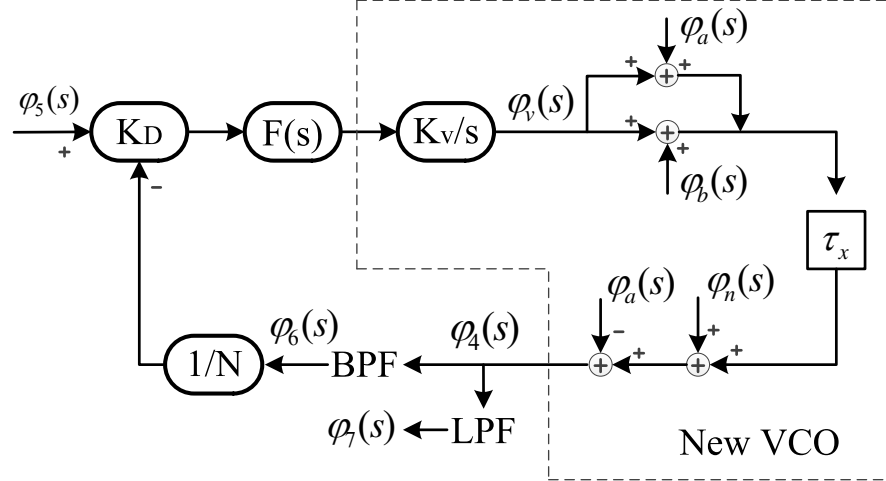 φa(s)
+ +
φ5(s)
+
KD
F(s)
Kv/s
φv(s)
+ +
φb(s)
−
τx
φa(s)
φn(s)
− +
+ +
φ6(s)
φ4(s)
1/N
BPF
φ7(s)
LPF
New VCO